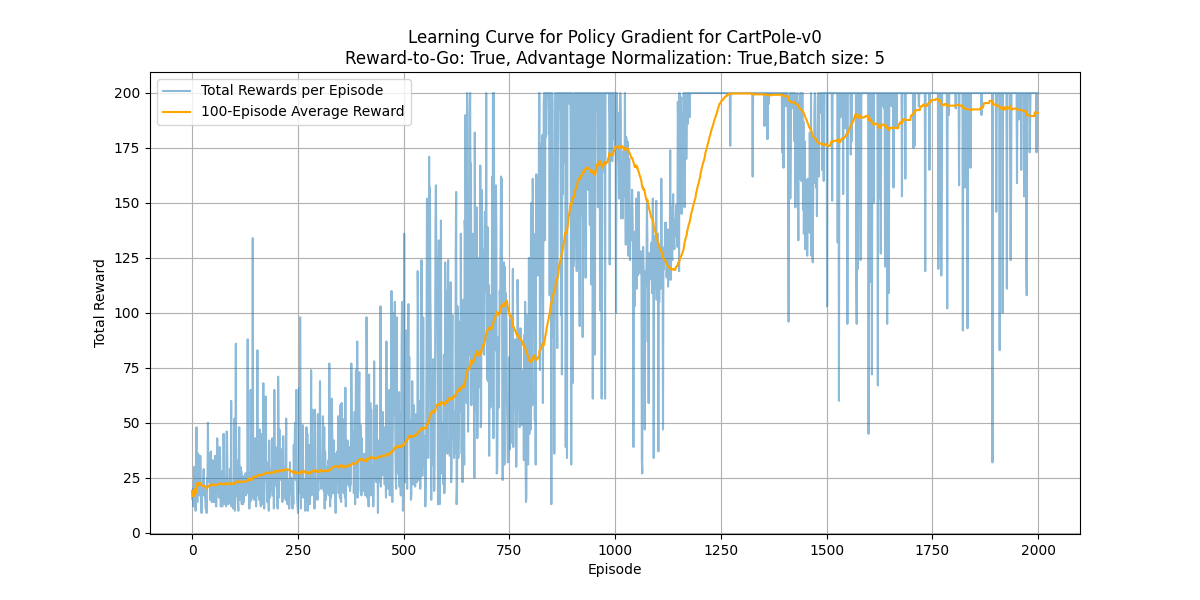 Learning Curve for Policy Gradient for CartPole-v0
Reward-to-Go: True, Advantage Normalization: True,Batch size: 5
Total Rewards per Episode
100-Episode Average Reward
Total Reward
200
175
150
125
100
75
50
25
0
0 250 500 750 1000 1250 1500 1750 2000
Episode